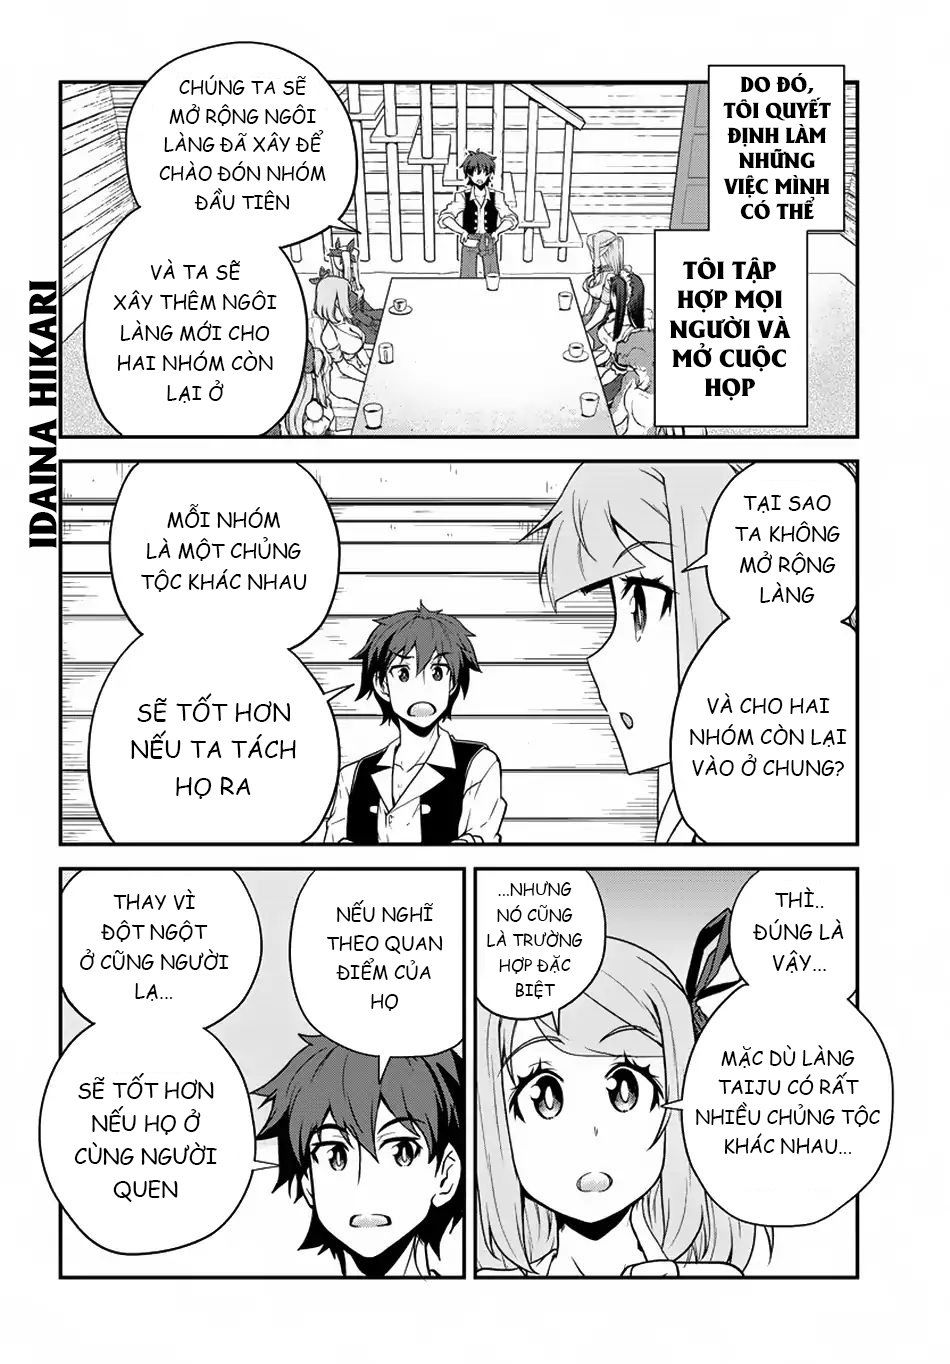 DO ĐÓ,
TÔI QUYẾT
ĐỊNH LÀM
NHỮNG
VIỆC MÌNH
CÓ THỂ
TÔI TẬP
HỢP MỌI
NGƯỜI VÀ
MỞ CUỘC
HỌP
CHÚNG TA SẼ
MỞ RỘNG NGÔI
LÀNG ĐÃ XÂY ĐỂ
CHÀO ĐÓN NHÓM
ĐẦU TIÊN
VÀ TA SẼ
XÂY THÊM NGÔI
LÀNG MỚI CHO
HAI NHÓM CÒN
LẠI Ở
IDAINA HIKARI
TẠI SAO
TA KHÔNG
MỞ RỘNG
LÀNG
VÀ CHO HAI
NHÓM CÒN LẠI
VÀO Ở CHUNG?
MỖI NHÓM
LÀ MỘT CHỦNG
TỘC KHÁC NHAU
SẼ TỐT HƠN
NẾU TA TÁCH
HỌ RA
THÌ..
ĐÚNG LÀ
VẬY...
MẶC DÙ LÀNG
TAIJU CÓ RẤT
NHIỀU CHỦNG TỘC
KHÁC NHAU...
...NHƯNG
NÓ CŨNG
LÀ TRƯỜNG
HỢP ĐẶC
BIỆT
NẾU NGHĨ
THEO QUAN
ĐIỂM CỦA
HỌ
THAY VÌ
ĐỘT NGỘT
Ở CŨNG NGƯỜI
LẠ...
SẼ TỐT HƠN
NẾU HỌ Ở
CÙNG NGƯỜI
QUEN